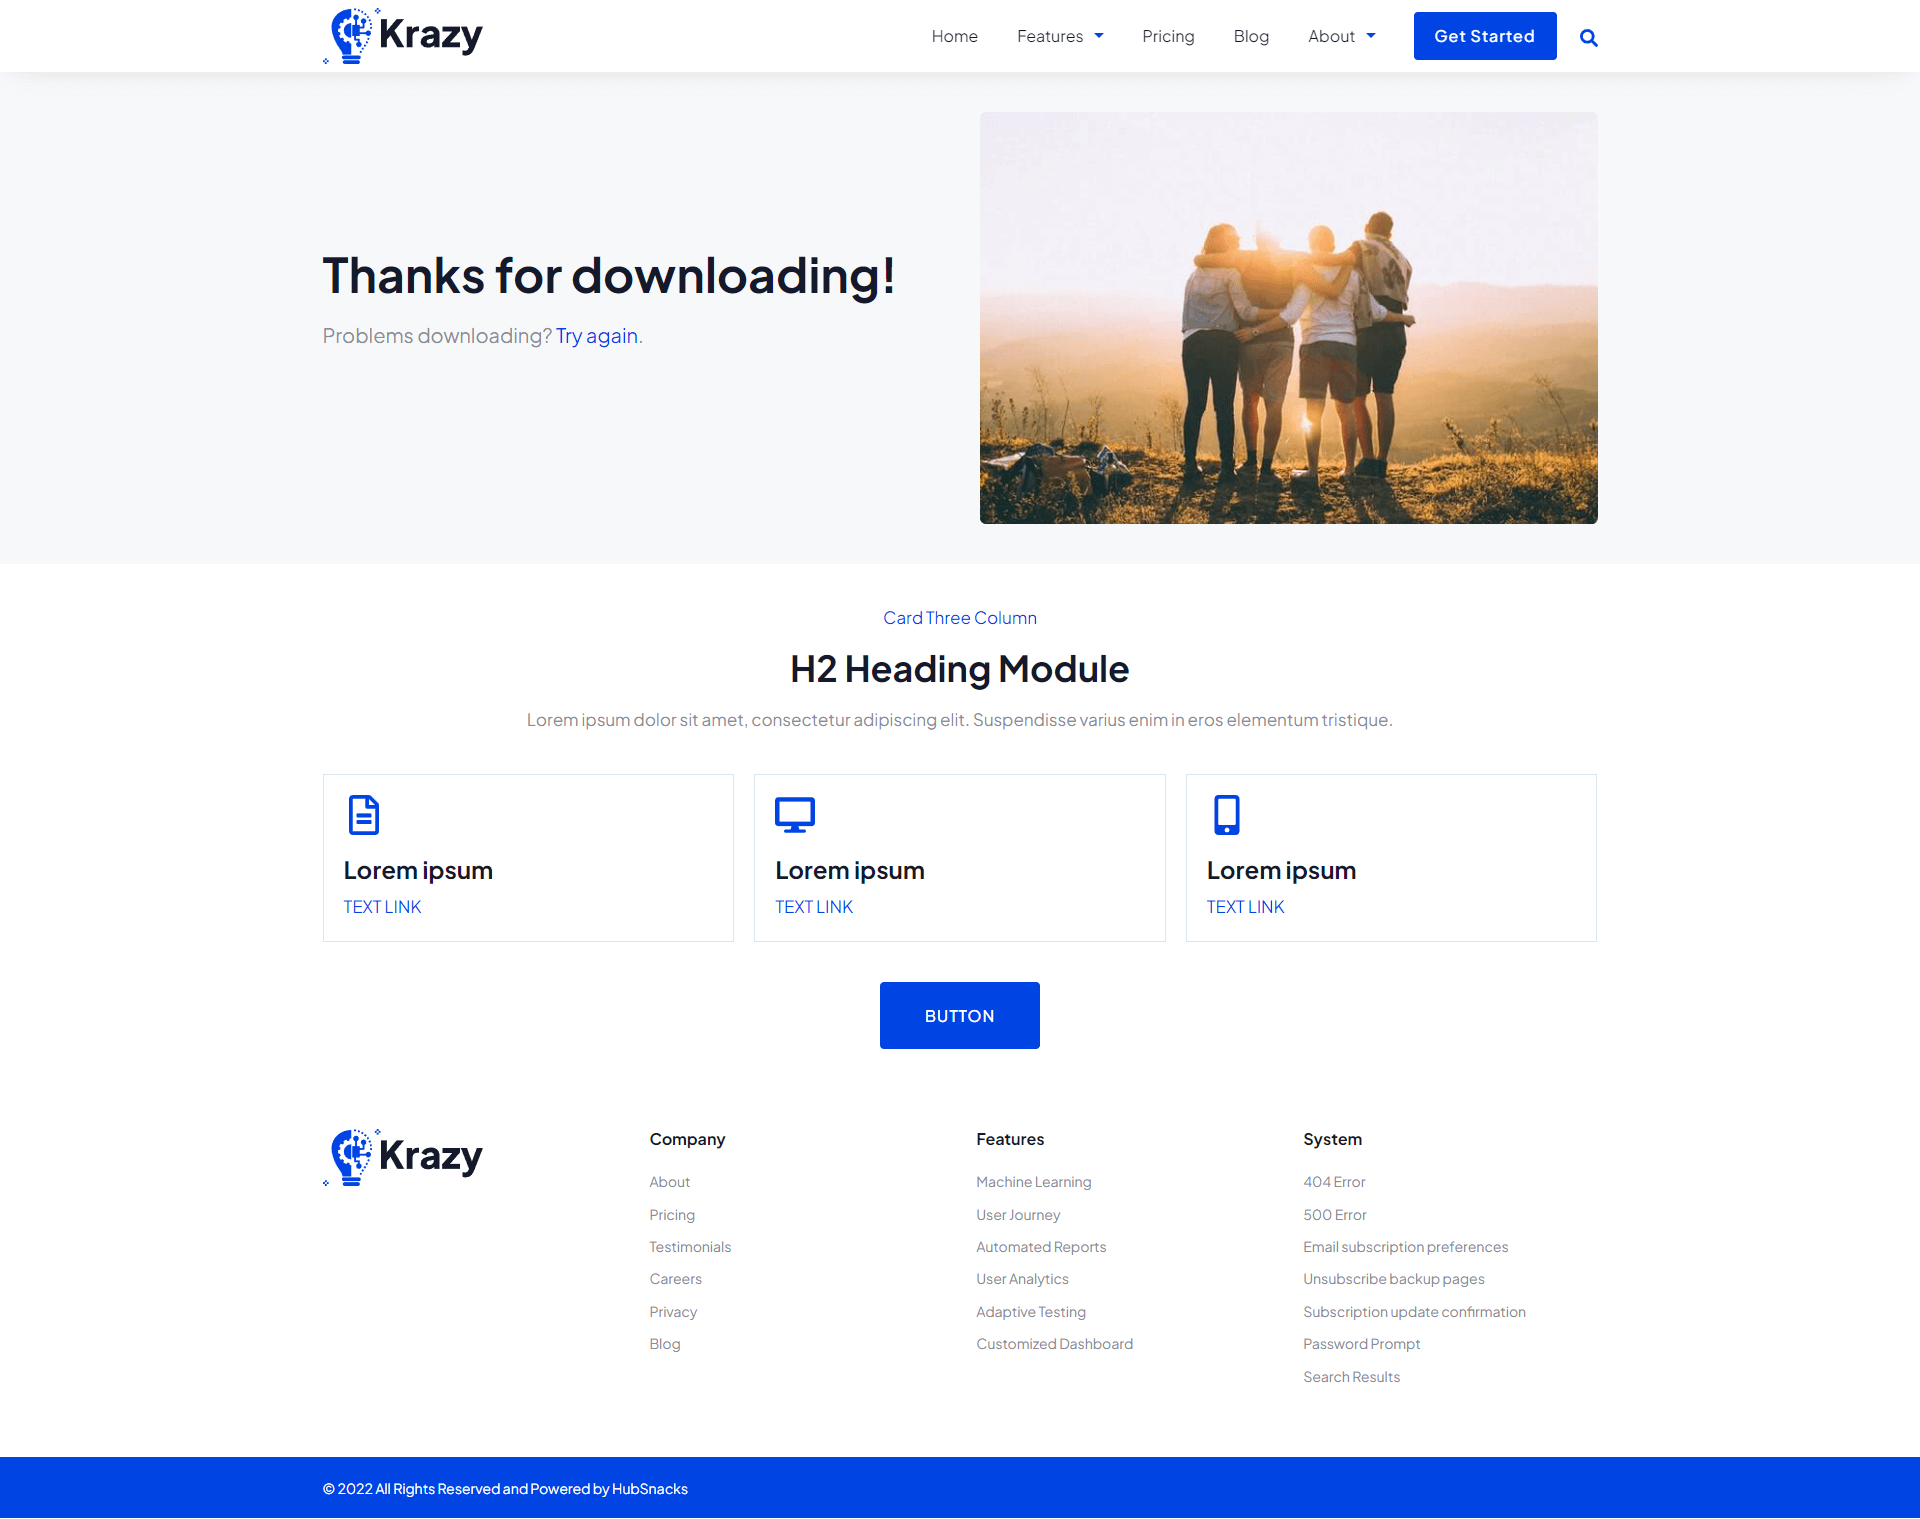 Krazy
Home Features Pricing Blog About Get Started
Thanks for downloading!
Problems downloading? Try again.
Card Three Column
H2 Heading Module
Lorem ipsum dolor sit amet, consectetur adipiscing elit. Suspendisse varius enim in eros elementum tristique.
Lorem ipsum
TEXT LINK
Lorem ipsum
TEXT LINK
Lorem ipsum
TEXT LINK
BUTTON
Krazy
Company
About
Pricing
Testimonials
Careers
Privacy
Blog
Features
Machine Learning
User Journey
Automated Reports
User Analytics
Adaptive Testing
Customized Dashboard
System
404 Error
500 Error
Email subscription preferences
Unsubscribe backup pages
Subscription update confirmation
Password Prompt
Search Results
© 2022 All Rights Reserved and Powered by HubSnacks